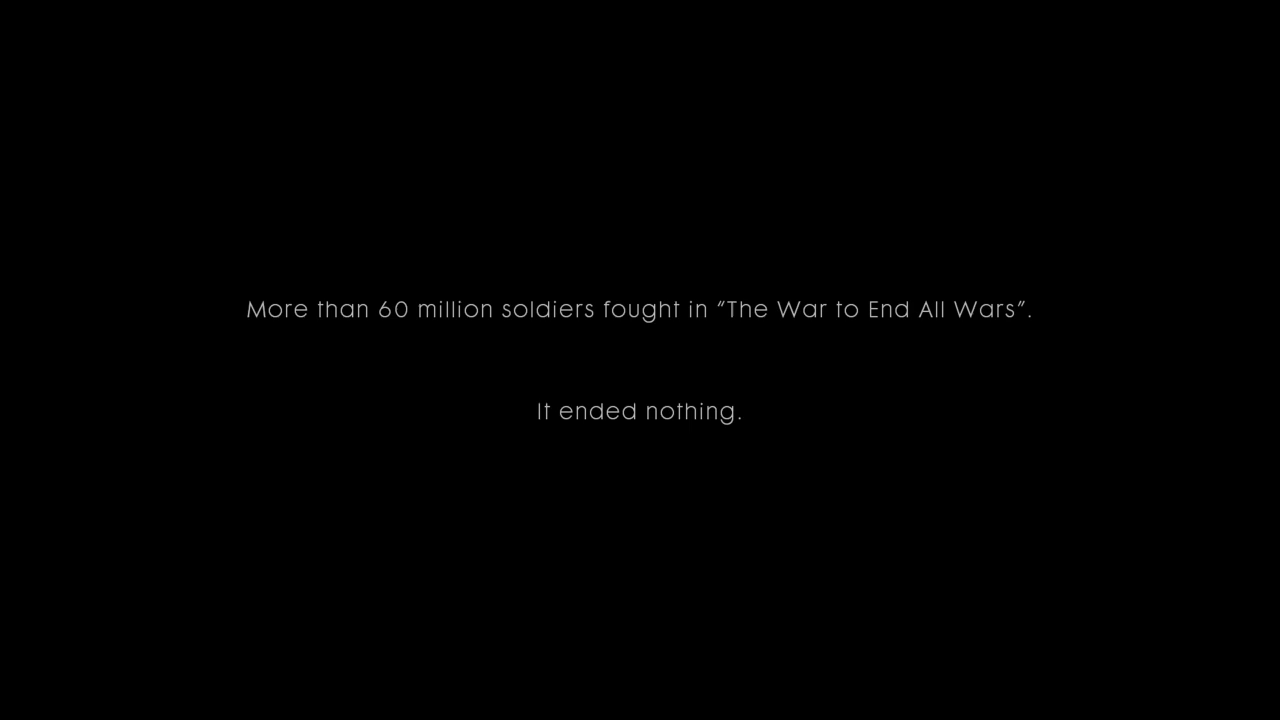 More than 60 million soldiers fought in “The War to End All Wars”.
It ended nothing.